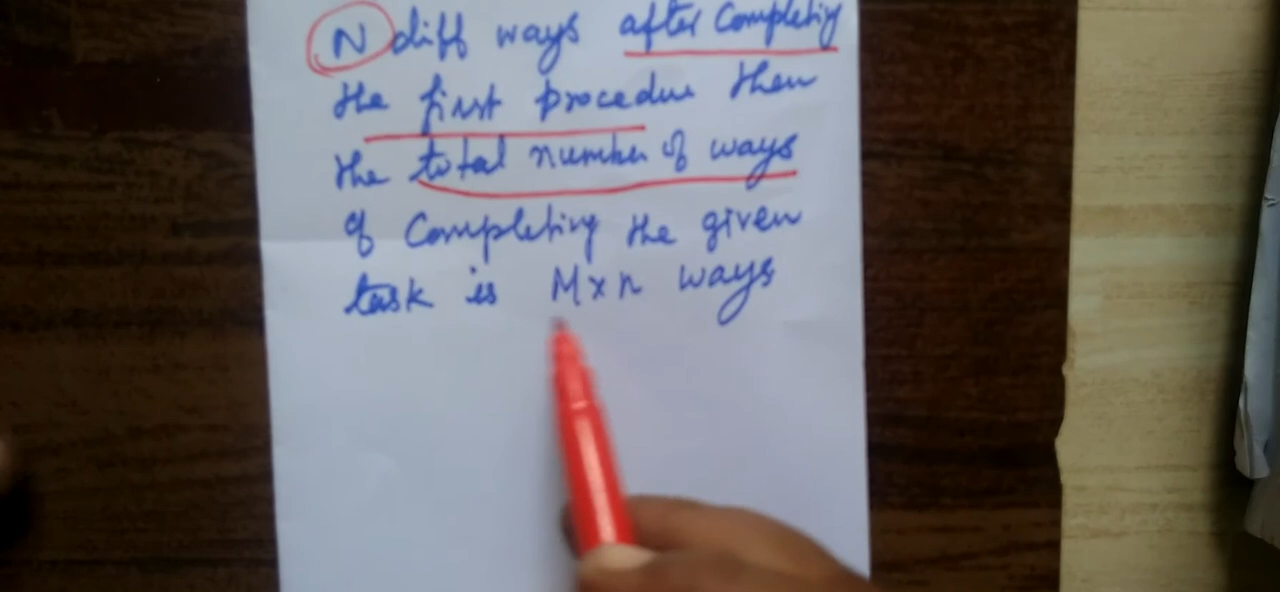 N diff ways after Completing
the first procedure then
the total number of ways
of Completing the given
task is M x n ways